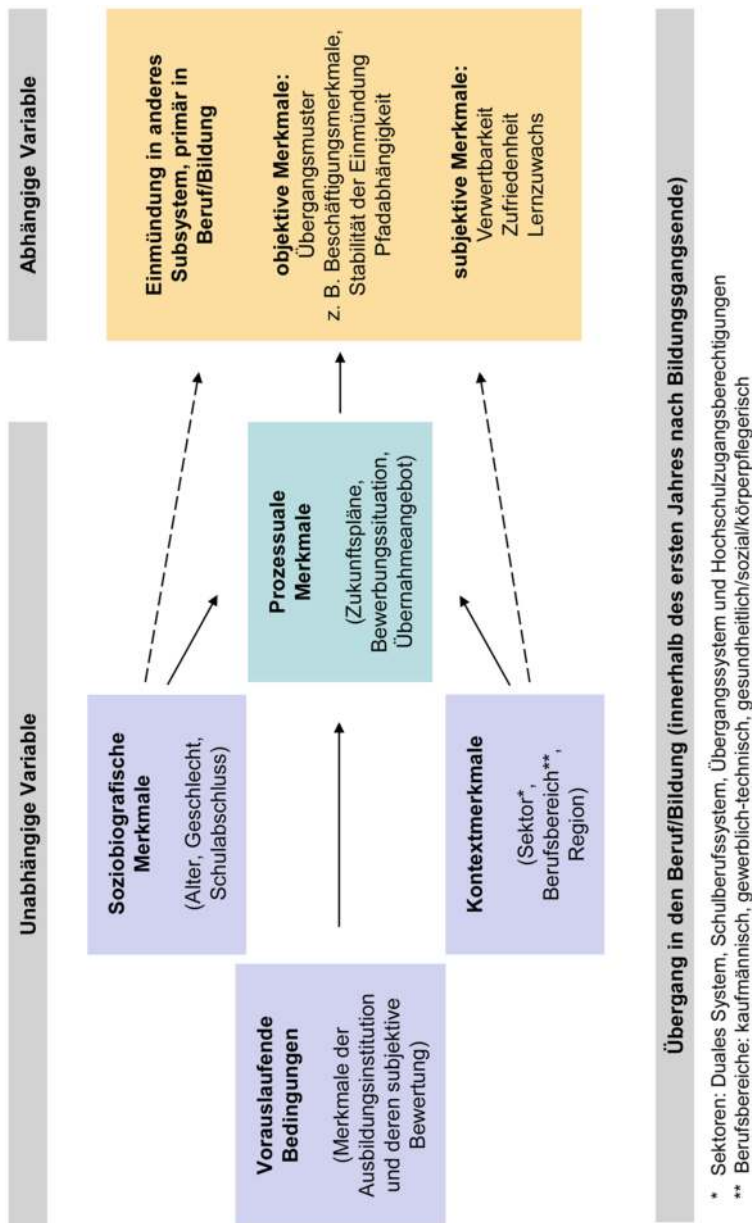 Unabhängige Variable
Abhängige Variable
Vorauslaufende
Bedingungen
(Merkmale der
Ausbildungsinstitution
und deren subjektive
Bewertung)
Soziobiografische
Merkmale
(Alter, Geschlecht,
Schulabschluss)
Kontextmerkmale
(Sektor*,
Berufsbereich**,
Region)
Prozessuale
Merkmale
(Zukunftspläne,
Bewerbungssituation,
Übernahmeangebot)
Einmündung in anderes
Subsystem, primär in
Beruf/Bildung
objektive Merkmale:
Übergangsmuster
z. B. Beschäftigungsmerkmale,
Stabilität der Einmündung
Pfadabhängigkeit
subjektive Merkmale:
Verwertbarkeit
Zufriedenheit
Lernzuwachs
Übergang in den Beruf/Bildung (innerhalb des ersten Jahres nach Bildungsgangsende)
* Sektoren: Duales System, Schulberufssystem, Übergangssystem und Hochschulzugangsberechtigungen
** Berufsbereiche: kaufmännisch, gewerblich-technisch, gesundheitlich/sozial/körperpflegerisch